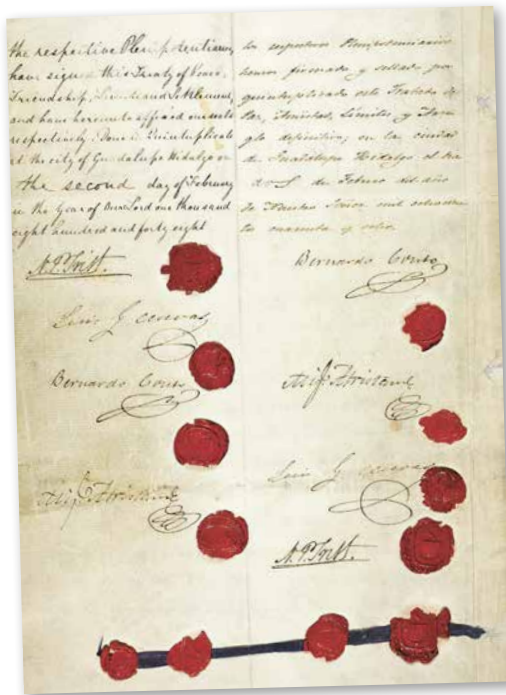 the respective Plenipotentiaries
have signed this Treaty of Peace,
Friendship, Limits and Settlement,
and have hereunto affixed our seals
respectively. Done in Quintuplicate
at the city of Guadalupe Hidalgo on
the second day of February
in the year of Our Lord one thousand
eight hundred and forty eight
N. P. Trist.
Luis G. Cuevas
Bernardo Couto
Migl. Atristain
los respectivos Plenipotenciarios
hemos firmado y sellado por
quintuplicado este Tratado de
Paz, Amistad, Límites y Arre
glo definitivo, en la ciudad
de Guadalupe Hidalgo el dia
dos de Febrero del año
de Nuestro Señor mil ochocien
tos cuarenta y ocho.
Bernardo Couto
Migl. Atristain
Luis G. Cuevas
N. P. Trist.